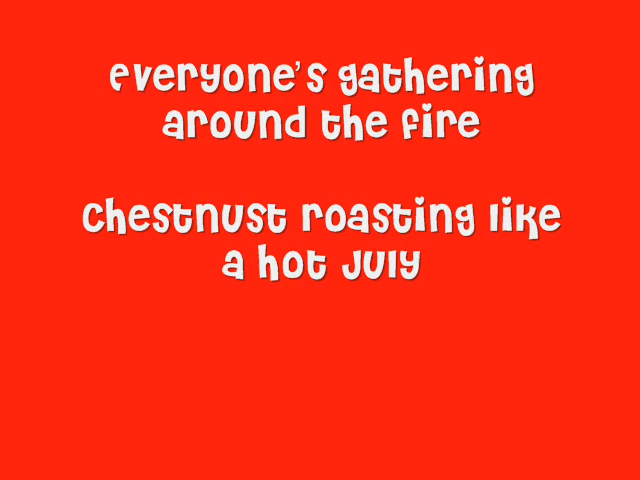 everyone's gathering
around the fire
Chestnust roasting like
a hot July